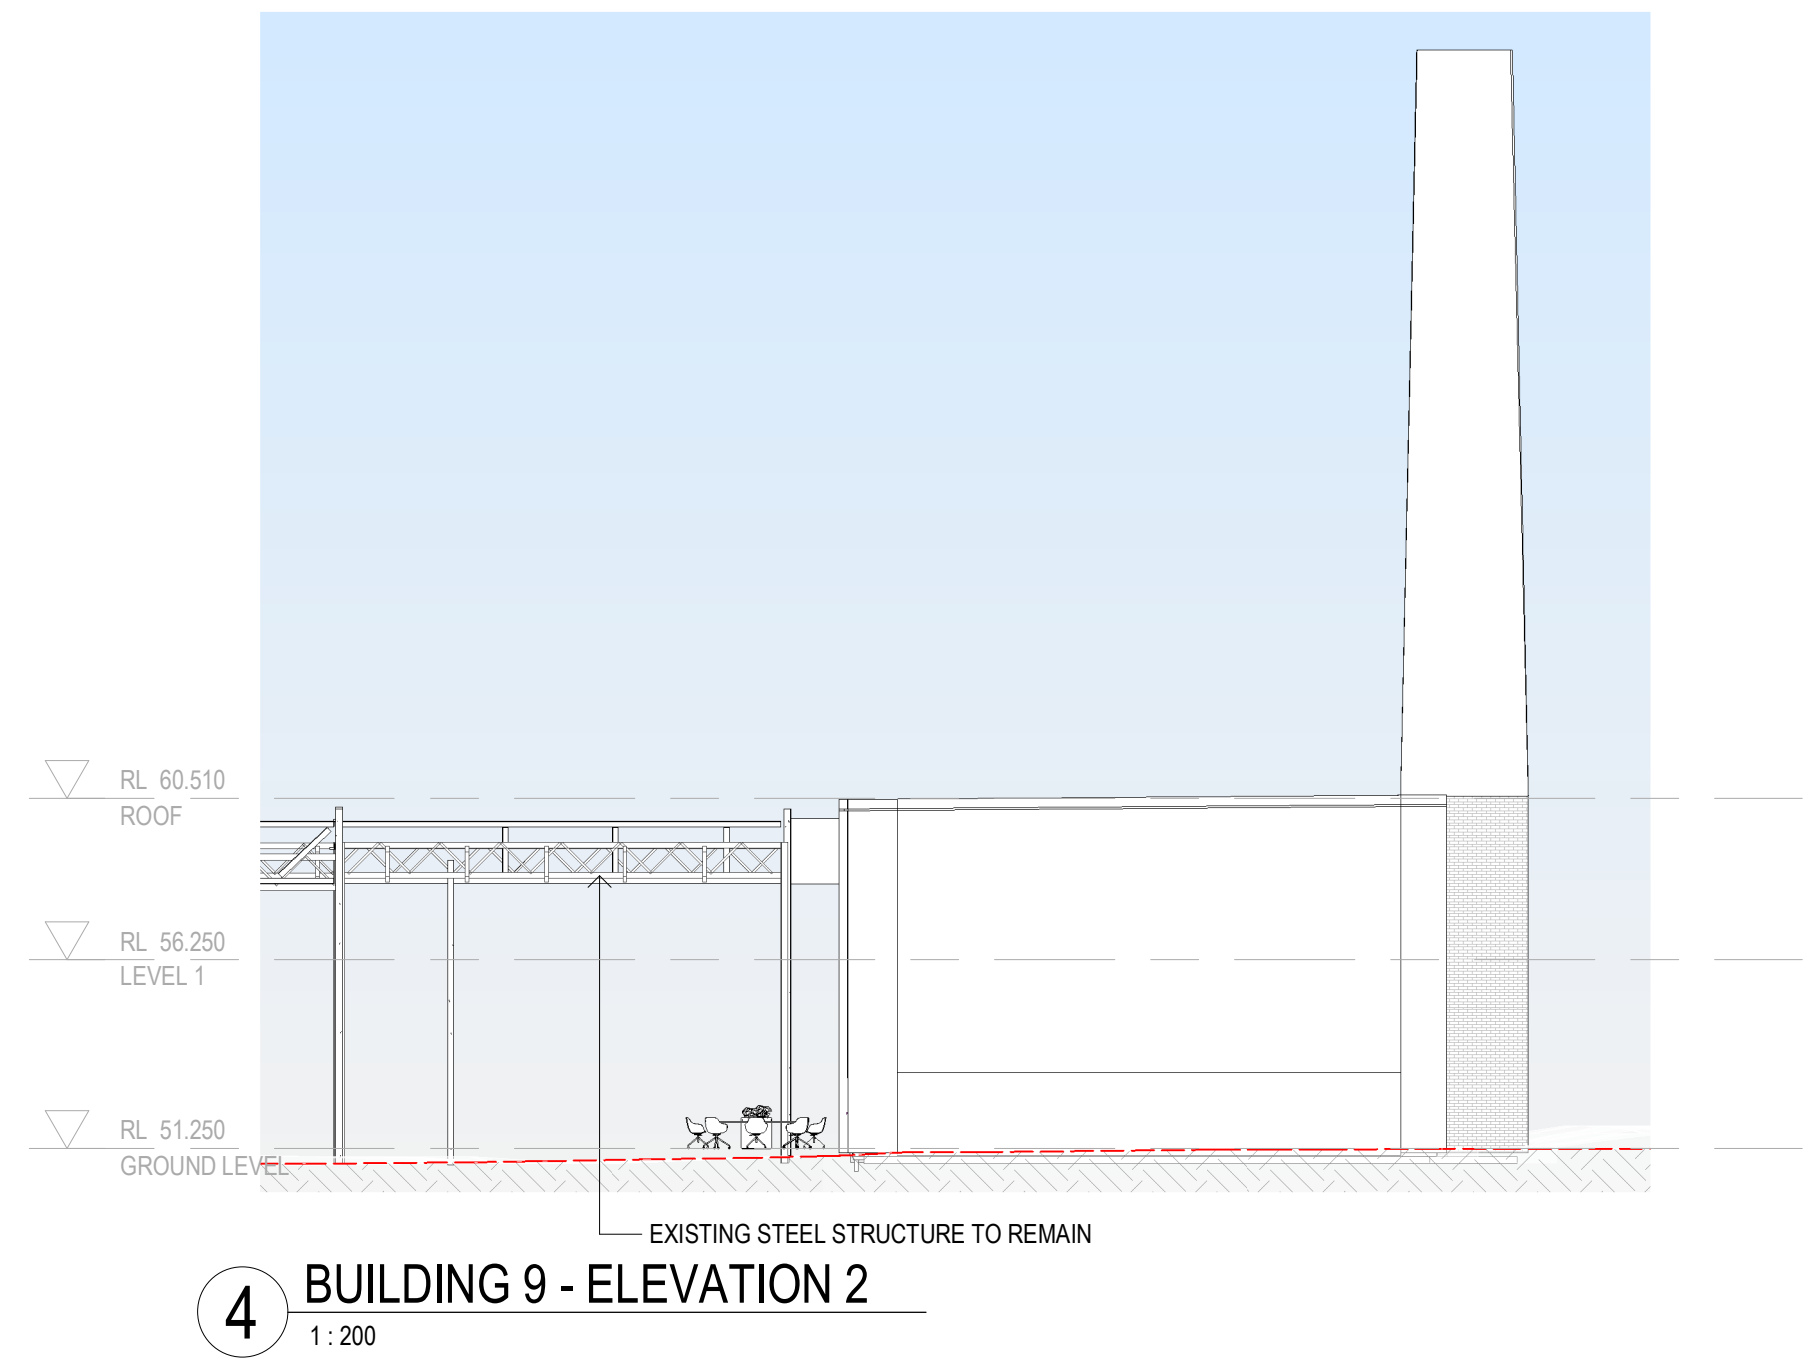 RL 60.510
ROOF
RL 56.250
LEVEL 1
RL 51.250
GROUND LEVEL
EXISTING STEEL STRUCTURE TO REMAIN
4
BUILDING 9 - ELEVATION 2
1 : 200